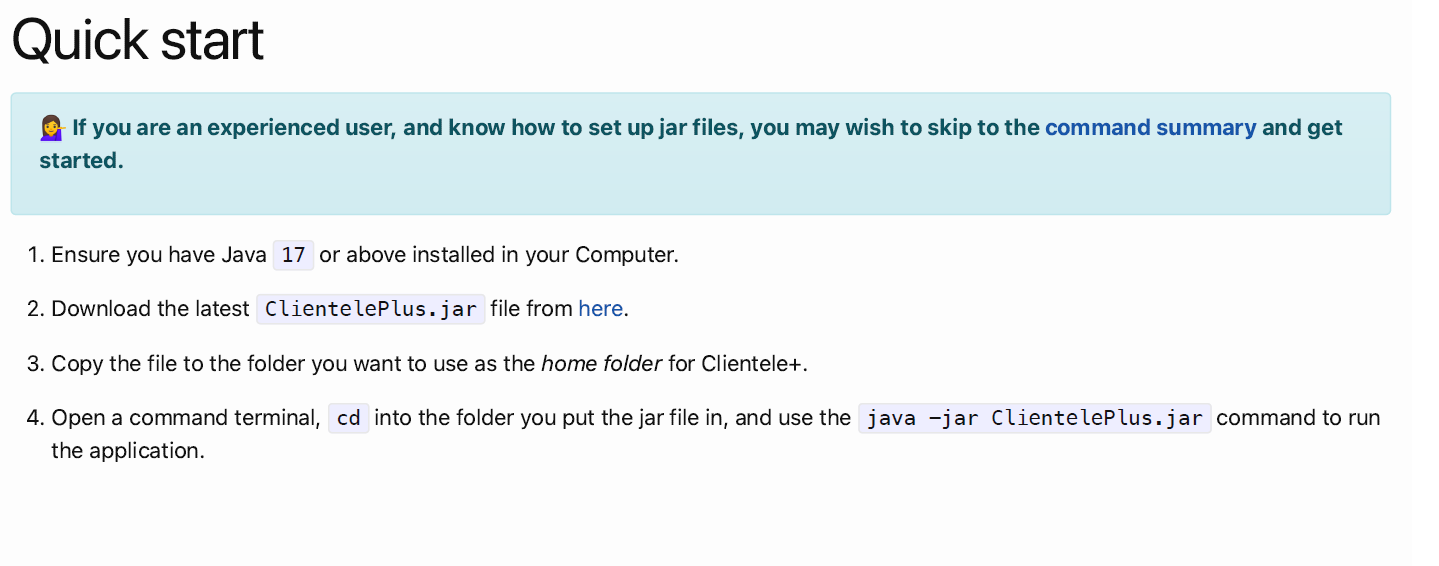 Quick start
💁‍♀️ If you are an experienced user, and know how to set up jar files, you may wish to skip to the command summary and get
started.
1. Ensure you have Java 17 or above installed in your Computer.
2. Download the latest ClientelePlus.jar file from here.
3. Copy the file to the folder you want to use as the home folder for Clientele+.
4. Open a command terminal, cd into the folder you put the jar file in, and use the java -jar ClientelePlus.jar command to run
the application.